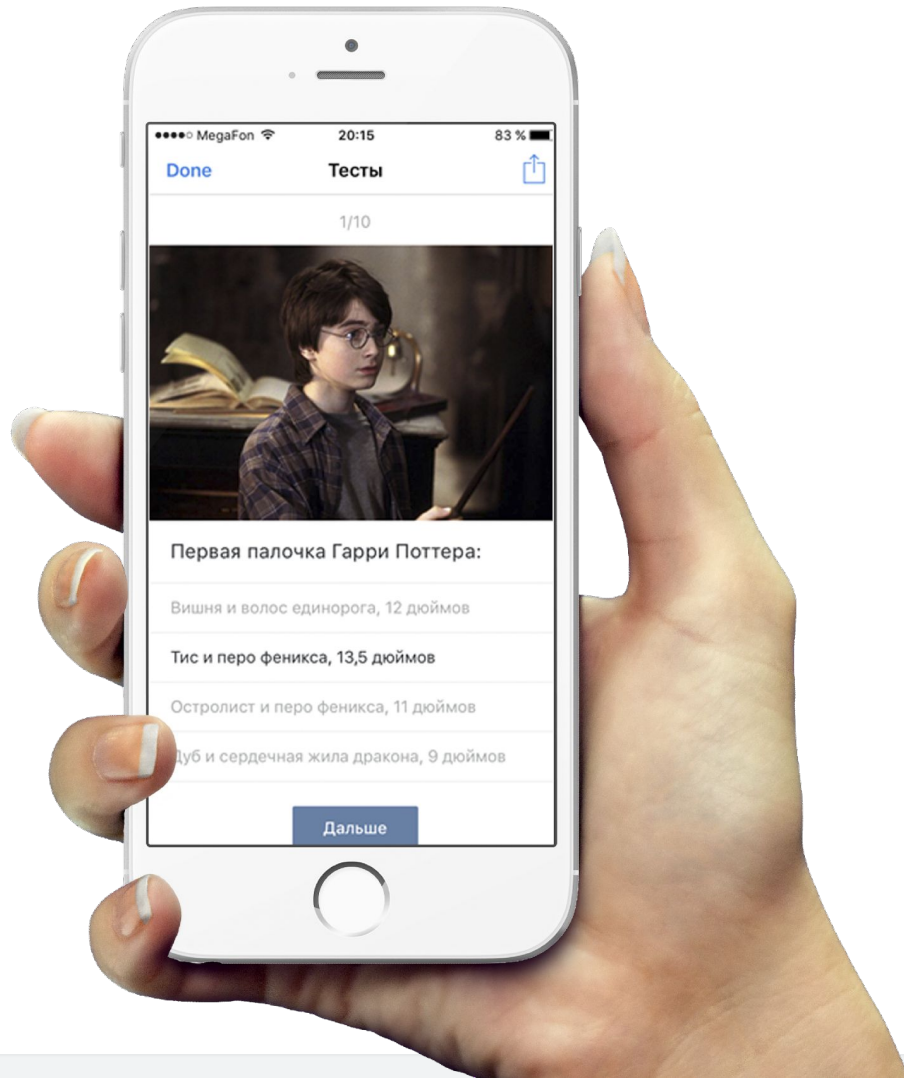 MegaFon 20:15 83 %
Done Тесты
1/10
Первая палочка Гарри Поттера:
Вишня и волос единорога, 12 дюймов
Тис и перо феникса, 13,5 дюймов
Остролист и перо феникса, 11 дюймов
Дуб и сердечная жила дракона, 9 дюймов
Дальше